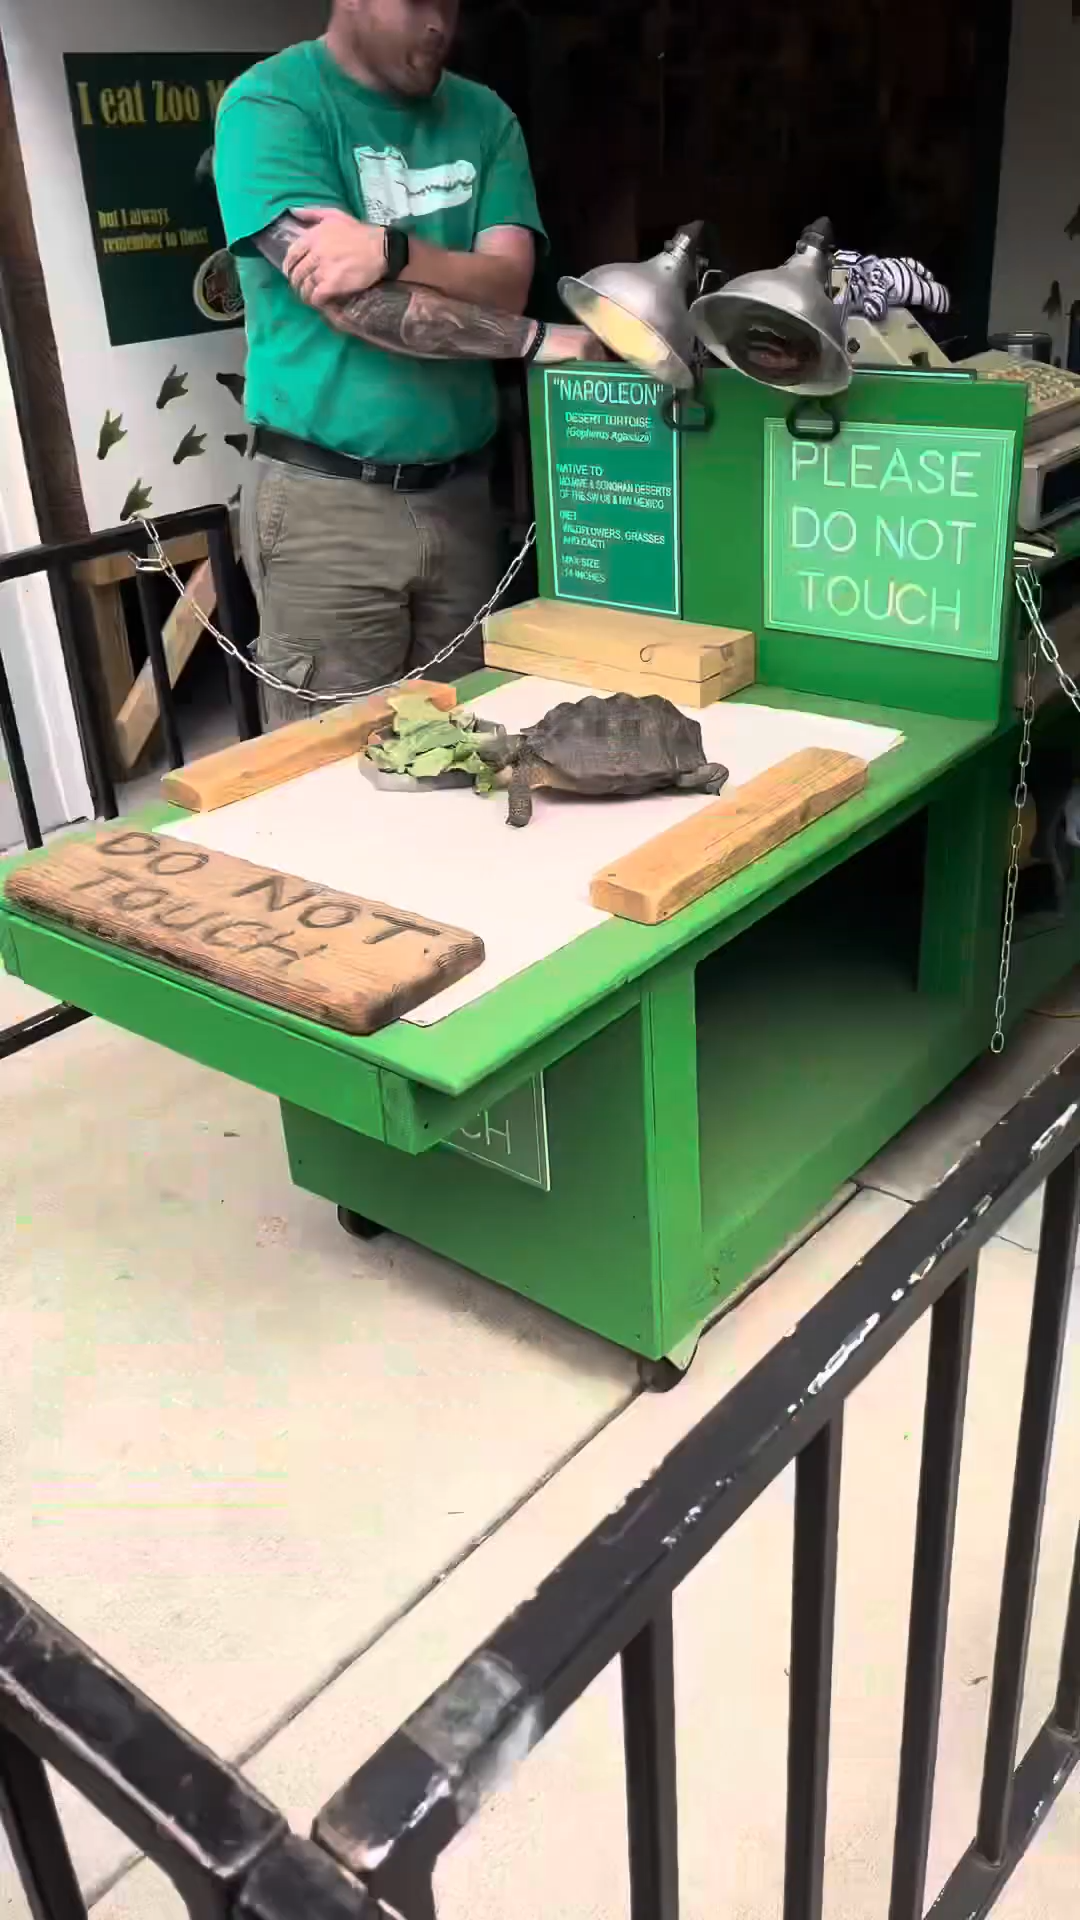 I eat Zoo
but I always
remember to floss!
"NAPOLEON"
DESERT TORTOISE
(Gopherus Agassizii)
NATIVE TO:
MOJAVE & SONORAN DESERTS
OF THE SW US & NW MEXICO
DIET:
WILDFLOWERS, GRASSES
AND CACTI
MAX SIZE
14 INCHES
PLEASE
DO NOT
TOUCH
DO NOT
TOUCH
CH